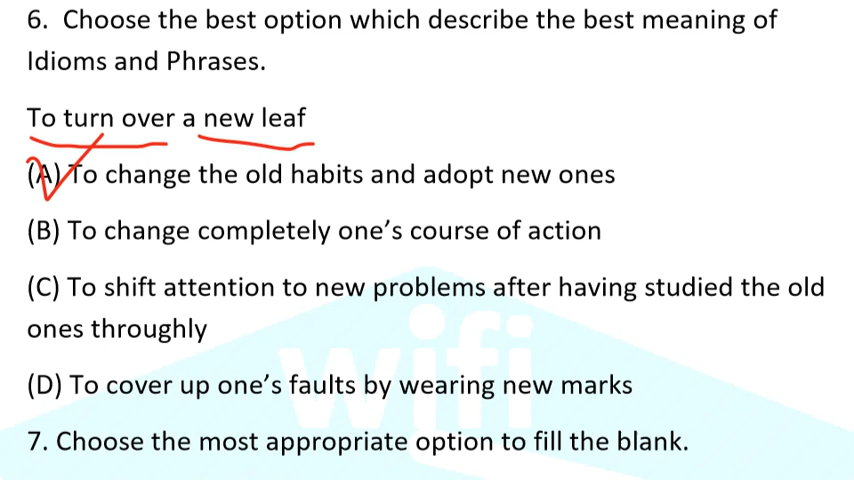 6. Choose the best option which describe the best meaning of
Idioms and Phrases.
To turn over a new leaf
(A) To change the old habits and adopt new ones
(B) To change completely one’s course of action
(C) To shift attention to new problems after having studied the old
ones throughly
(D) To cover up one’s faults by wearing new marks
wifi
7. Choose the most appropriate option to fill the blank.